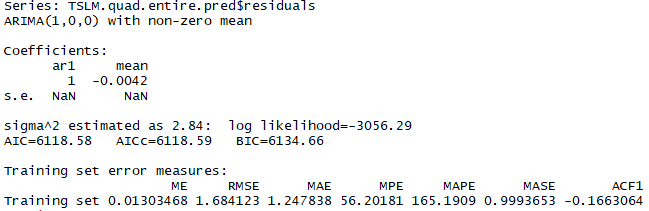 Series: TSLM.quad.entire.pred$residuals
ARIMA(1,0,0) with non-zero mean
Coefficients:
ar1 mean
1 -0.0042
s.e. NaN NaN
sigma^2 estimated as 2.84: log likelihood=-3056.29
AIC=6118.58 AICc=6118.59 BIC=6134.66
Training set error measures:
ME RMSE MAE MPE MAPE MASE ACF1
Training set 0.01303468 1.684123 1.247838 56.20181 165.1909 0.9993653 -0.1663064